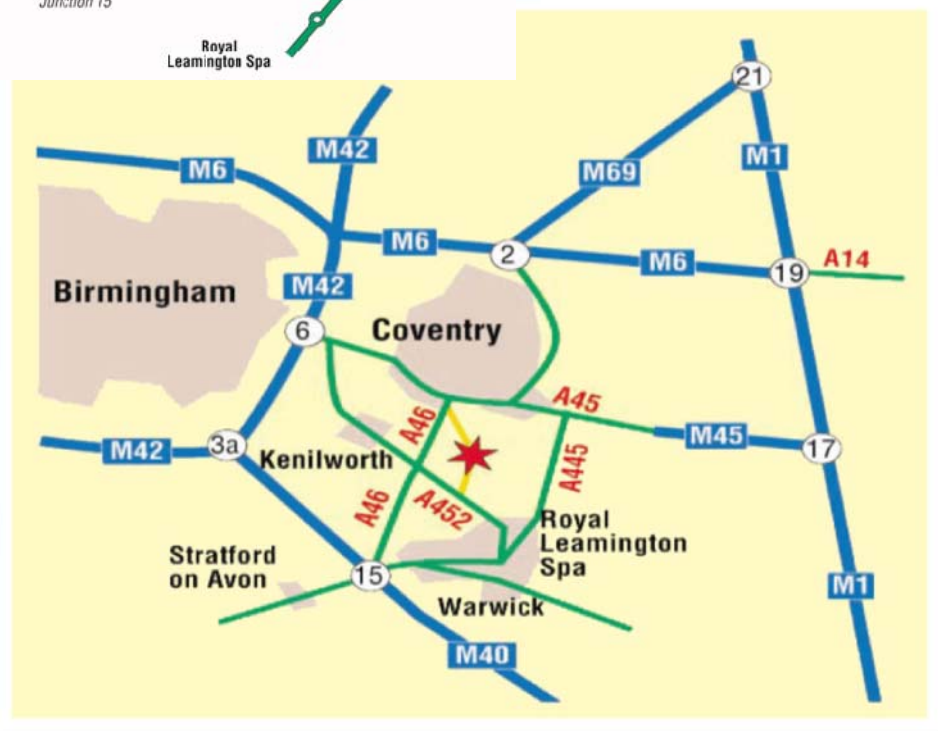 Junction 15
Royal
Leamington Spa
21
M42
M1
M6
M69
M6
2
M6
A14
19
Birmingham
M42
6
Coventry
A45
A46
M45
17
M42
3a
Kenilworth
A445
A46
A452
Royal
Leamington
Spa
Stratford
on Avon
15
M1
Warwick
M40